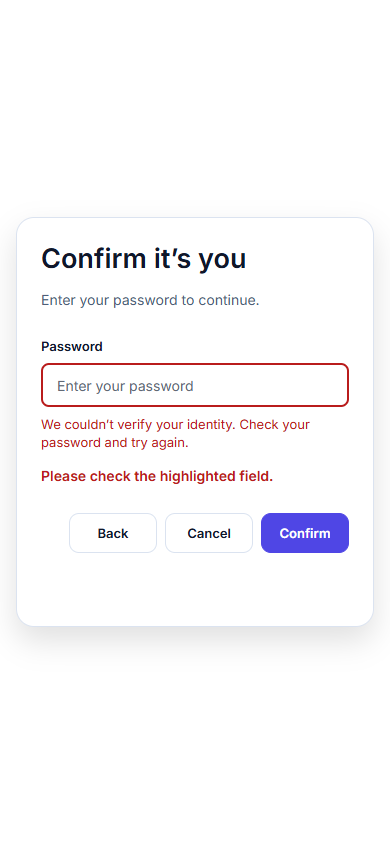 Confirm it’s you
Enter your password to continue.
Password
Enter your password
We couldn’t verify your identity. Check your
password and try again.
Please check the highlighted field.
Back
Cancel
Confirm